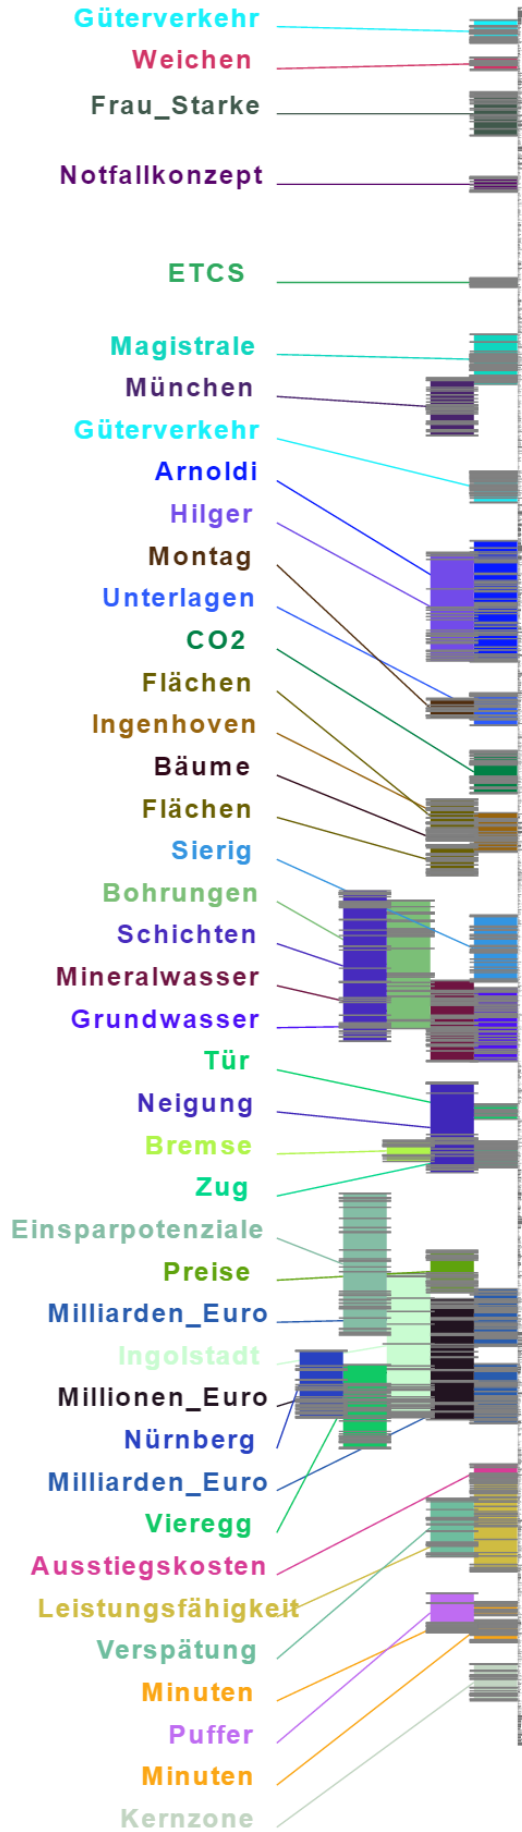 Güterverkehr
Weichen
Frau_Starke
Notfallkonzept
ETCS
Magistrale
München
Güterverkehr
Arnoldi
Hilger
Montag
Unterlagen
CO2
Flächen
Ingenhoven
Bäume
Flächen
Sierig
Bohrungen
Schichten
Mineralwasser
Grundwasser
Tür
Neigung
Bremse
Zug
Einsparpotenziale
Preise
Milliarden_Euro
Ingolstadt
Millionen_Euro
Nürnberg
Milliarden_Euro
Vieregg
Ausstiegskosten
Leistungsfähigkeit
Verspätung
Minuten
Puffer
Minuten
Kernzone